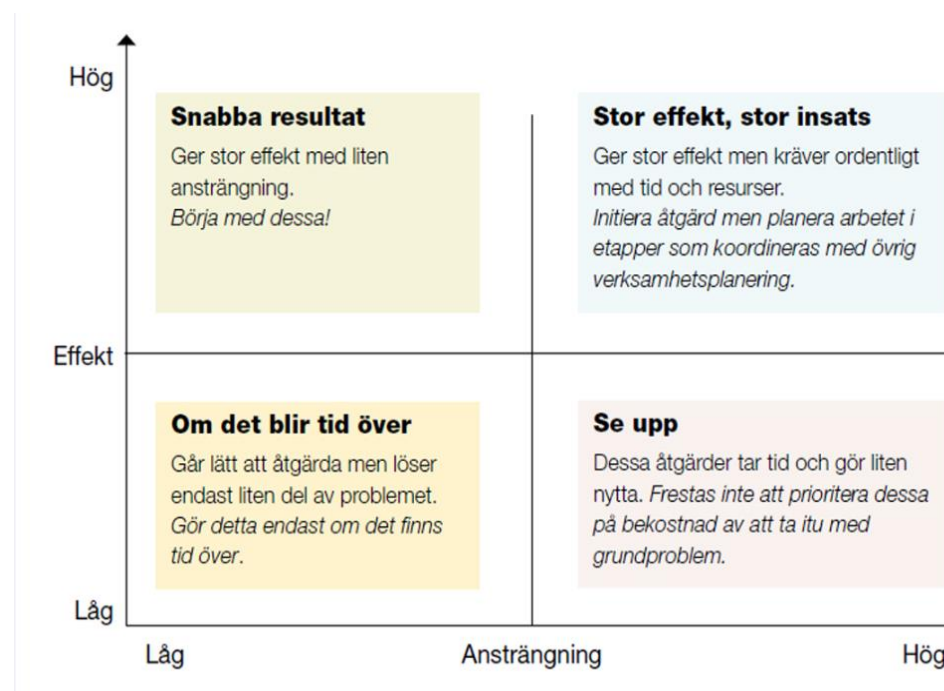 Hög
Snabba resultat
Ger stor effekt med liten
ansträngning.
Börja med dessa!
Stor effekt, stor insats
Ger stor effekt men kräver ordentligt
med tid och resurser.
Initiera åtgärd men planera arbetet i
etapper som koordineras med övrig
verksamhetsplanering.
Effekt
Om det blir tid över
Går lätt att åtgärda men löser
endast liten del av problemet.
Gör detta endast om det finns
tid över.
Se upp
Dessa åtgärder tar tid och gör liten
nytta. Frestas inte att prioritera dessa
på bekostnad av att ta itu med
grundproblem.
Låg
Låg
Ansträngning
Hög